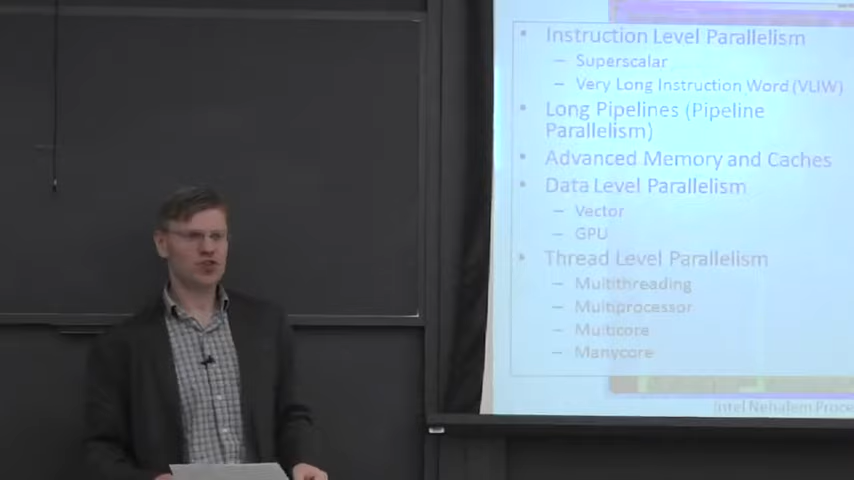 • Instruction Level Parallelism
– Superscalar
– Very Long Instruction Word (VLIW)
• Long Pipelines (Pipeline
Parallelism)
• Advanced Memory and Caches
• Data Level Parallelism
– Vector
– GPU
• Thread Level Parallelism
– Multithreading
– Multiprocessor
– Multicore
– Manycore
Intel Nehalem Proce